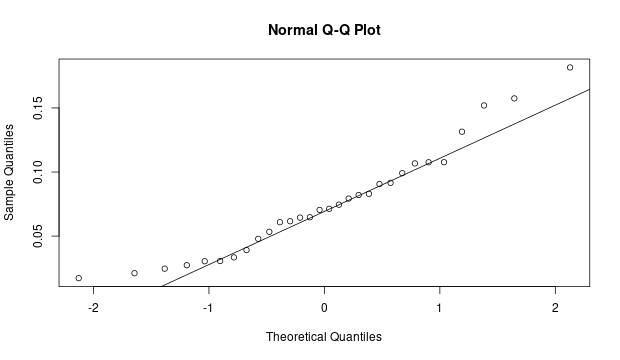 Normal Q-Q Plot
Sample Quantiles
0.15
0.10
0.05
-2 -1 0 1 2
Theoretical Quantiles